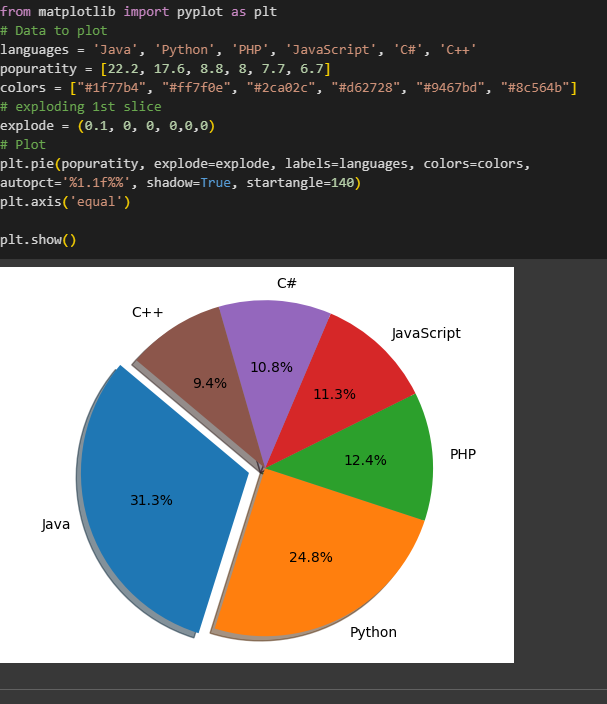 from matplotlib import pyplot as plt
# Data to plot
languages = 'Java', 'Python', 'PHP', 'JavaScript', 'C#', 'C++'
popuratity = [22.2, 17.6, 8.8, 8, 7.7, 6.7]
colors = ["#1f77b4", "#ff7f0e", "#2ca02c", "#d62728", "#9467bd", "#8c564b"]
# exploding 1st slice
explode = (0.1, 0, 0, 0,0,0)
# Plot
plt.pie(popuratity, explode=explode, labels=languages, colors=colors,
autopct='%1.1f%%', shadow=True, startangle=140)
plt.axis('equal')
plt.show()
C#
C++
JavaScript
10.8%
9.4%
11.3%
PHP
12.4%
31.3%
Java
24.8%
Python